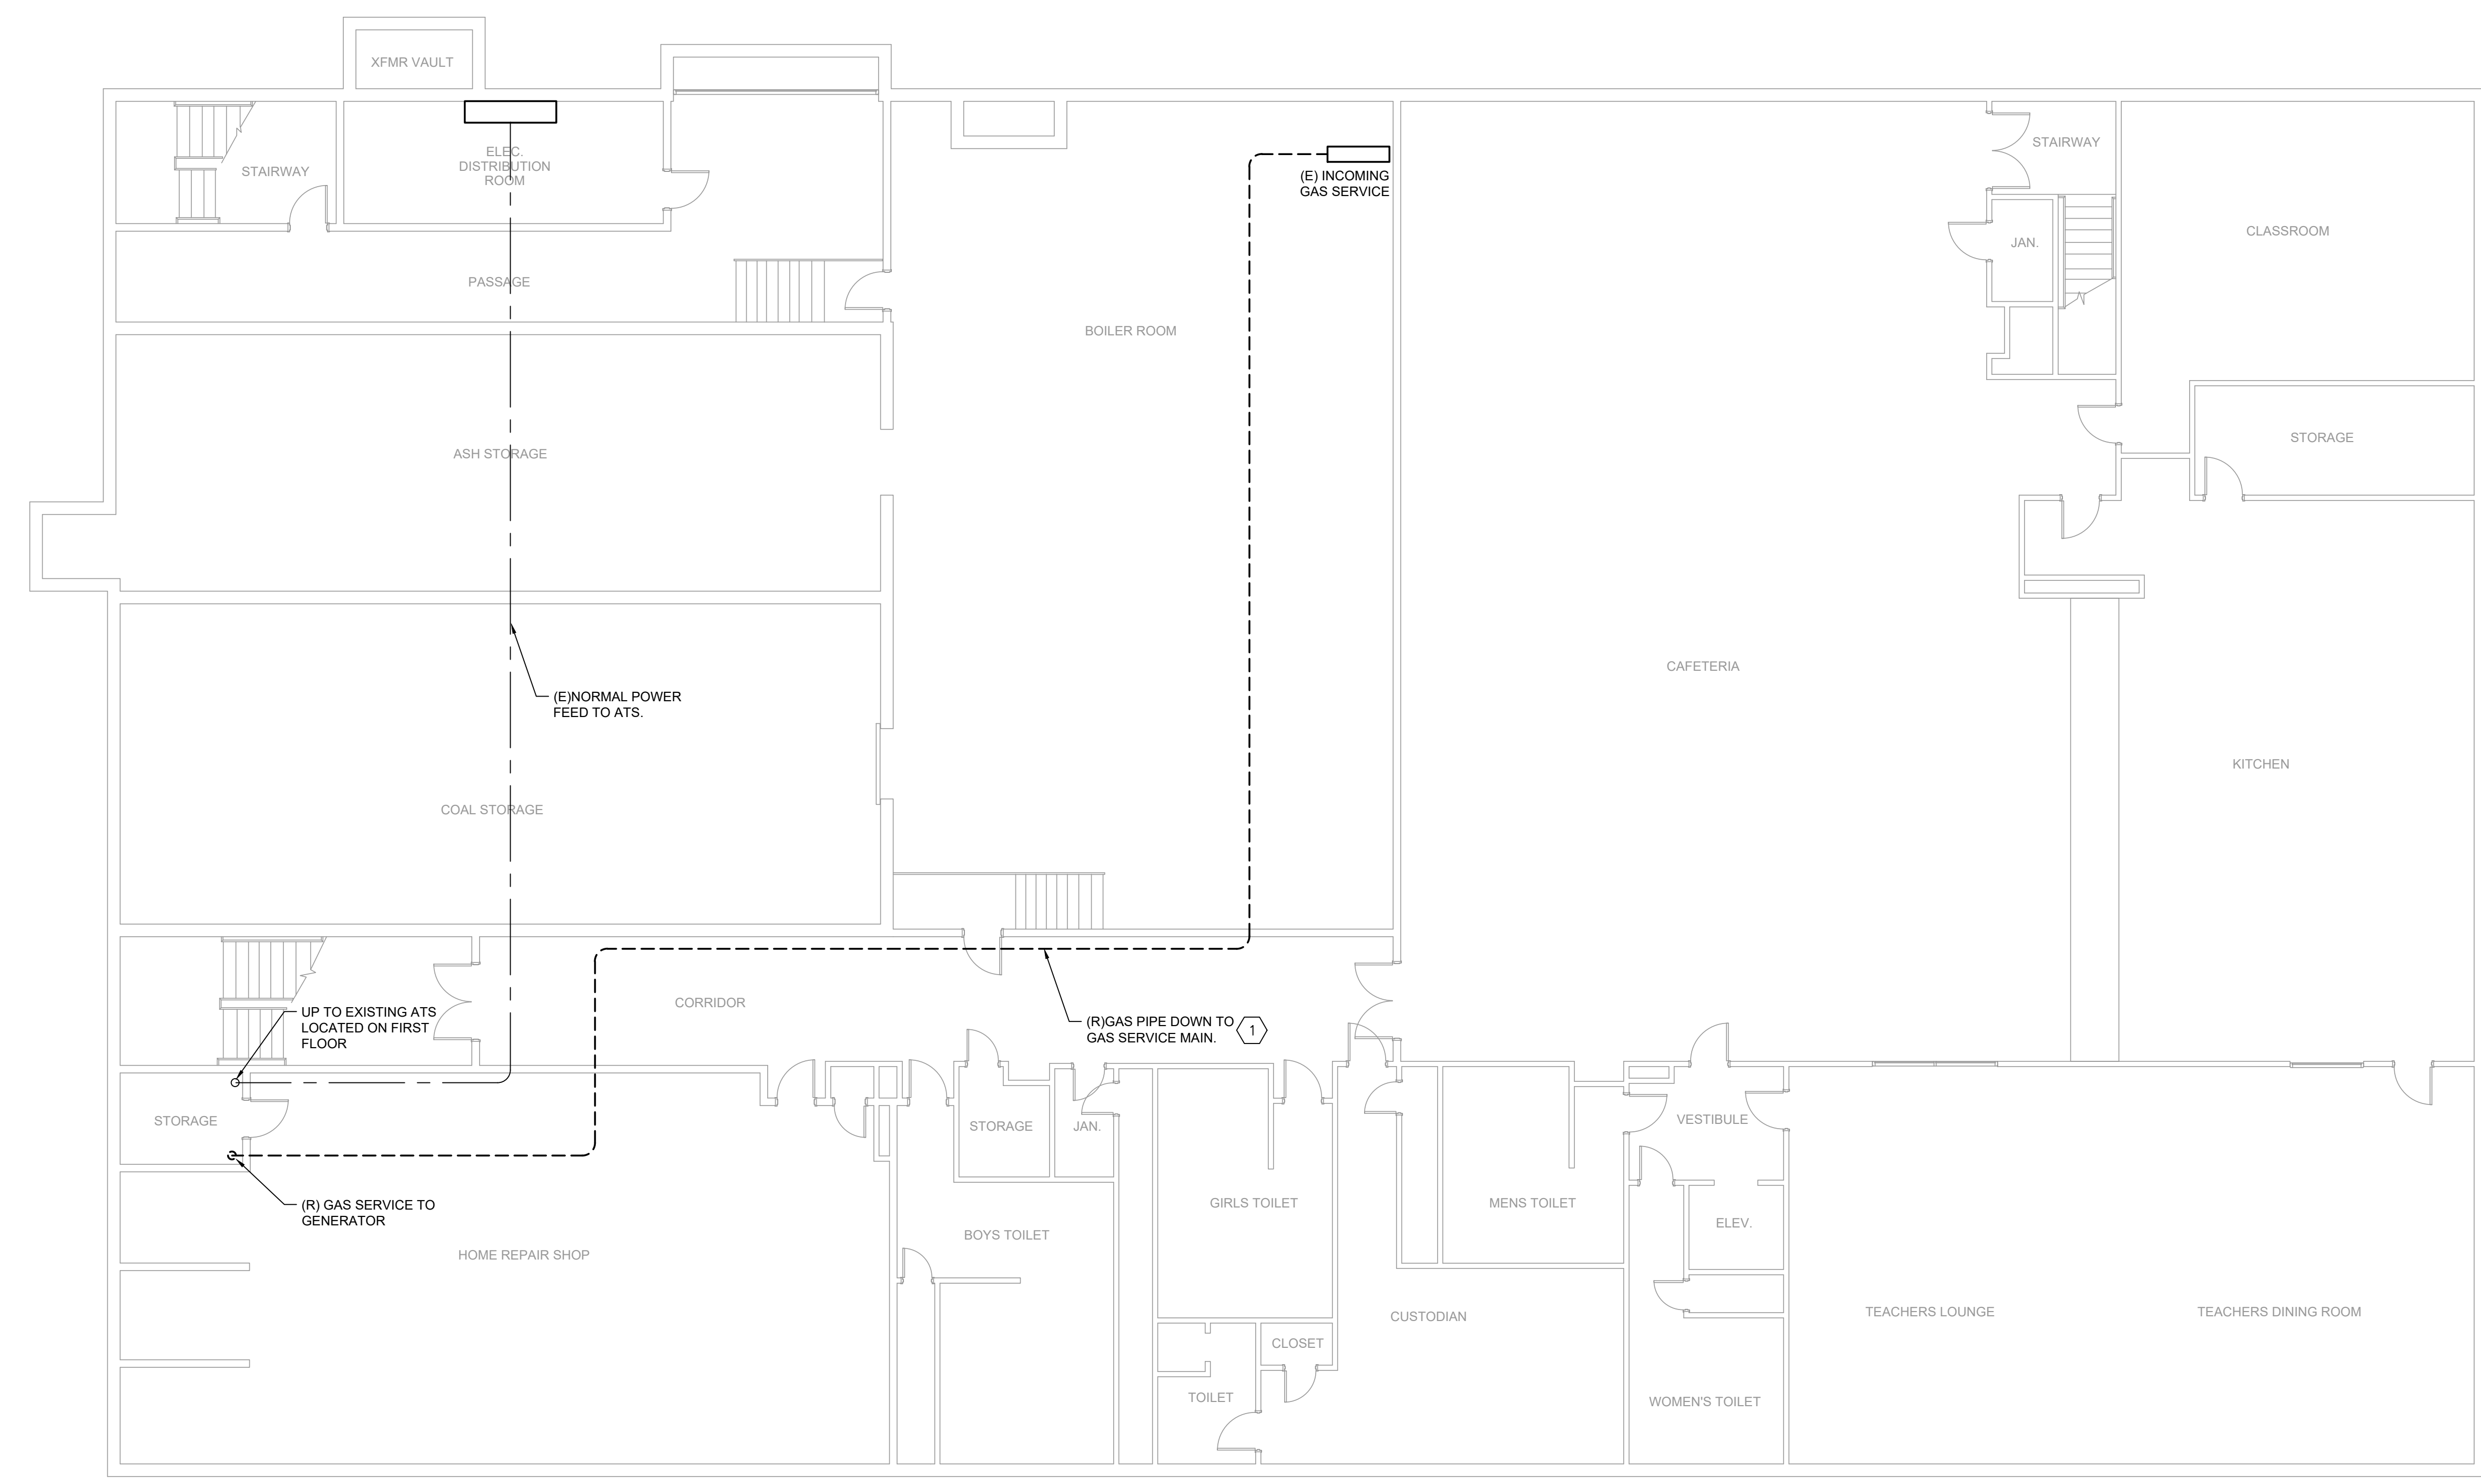 XFMR VAULT
STAIRWAY
ELEC.
DISTRIBUTION
ROOM
(E) INCOMING
GAS SERVICE
STAIRWAY
JAN.
CLASSROOM
PASSAGE
BOILER ROOM
ASH STORAGE
STORAGE
(E)NORMAL POWER
FEED TO ATS.
CAFETERIA
KITCHEN
COAL STORAGE
UP TO EXISTING ATS
LOCATED ON FIRST
FLOOR
CORRIDOR
(R)GAS PIPE DOWN TO
GAS SERVICE MAIN.
1
STORAGE
STORAGE
JAN.
VESTIBULE
(R) GAS SERVICE TO
GENERATOR
GIRLS TOILET
MENS TOILET
ELEV.
BOYS TOILET
HOME REPAIR SHOP
CUSTODIAN
TEACHERS LOUNGE
TEACHERS DINING ROOM
CLOSET
TOILET
WOMEN'S TOILET